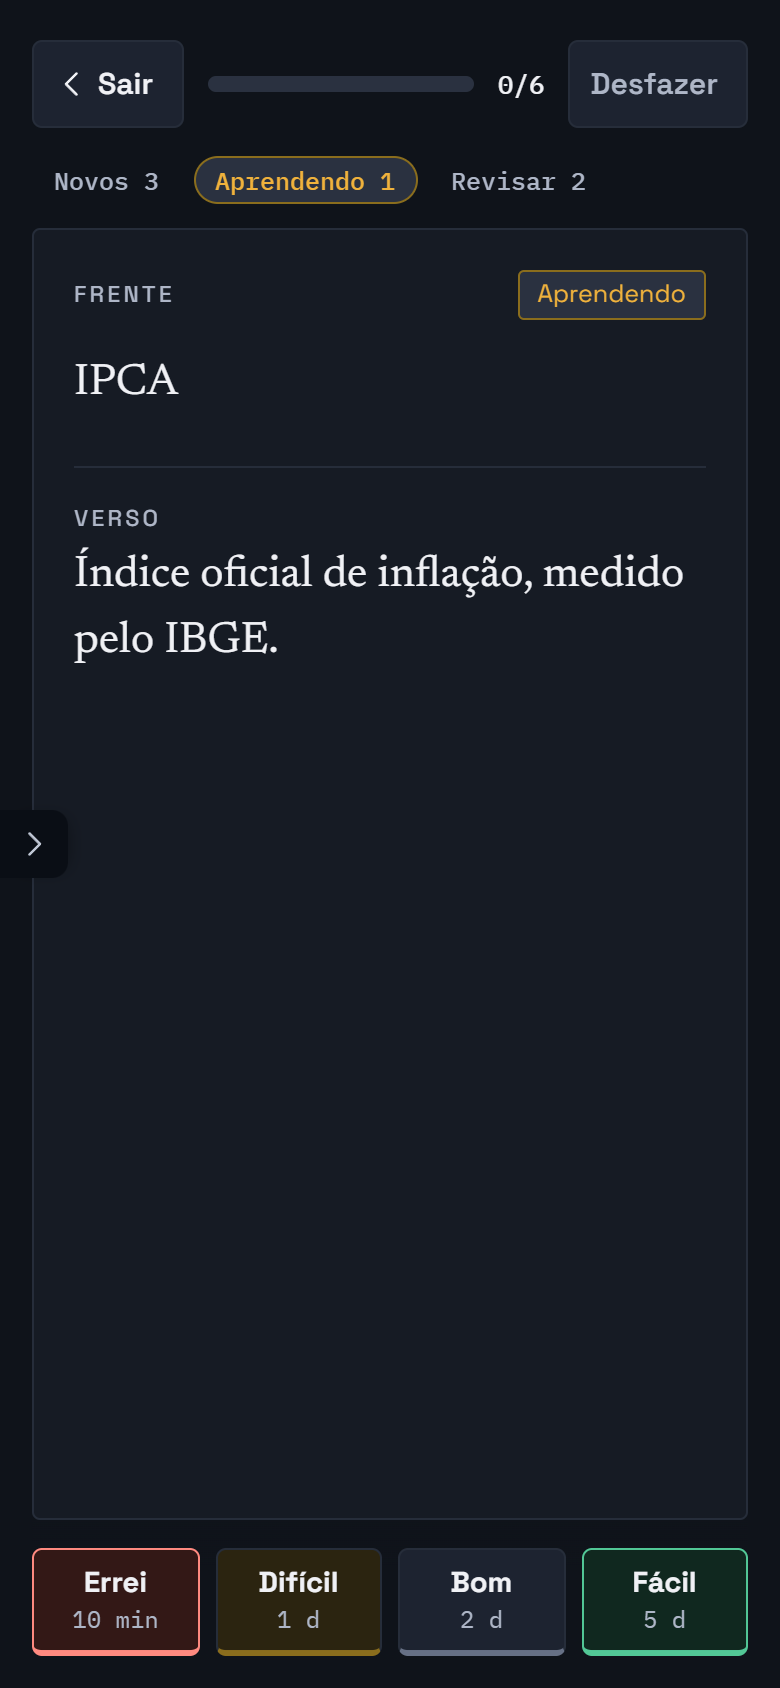 Sair
0/6
Desfazer
Novos 3
Aprendendo 1
Revisar 2
FRENTE
Aprendendo
IPCA
VERSO
Índice oficial de inflação, medido
pelo IBGE.
Errei
10 min
Difícil
1 d
Bom
2 d
Fácil
5 d